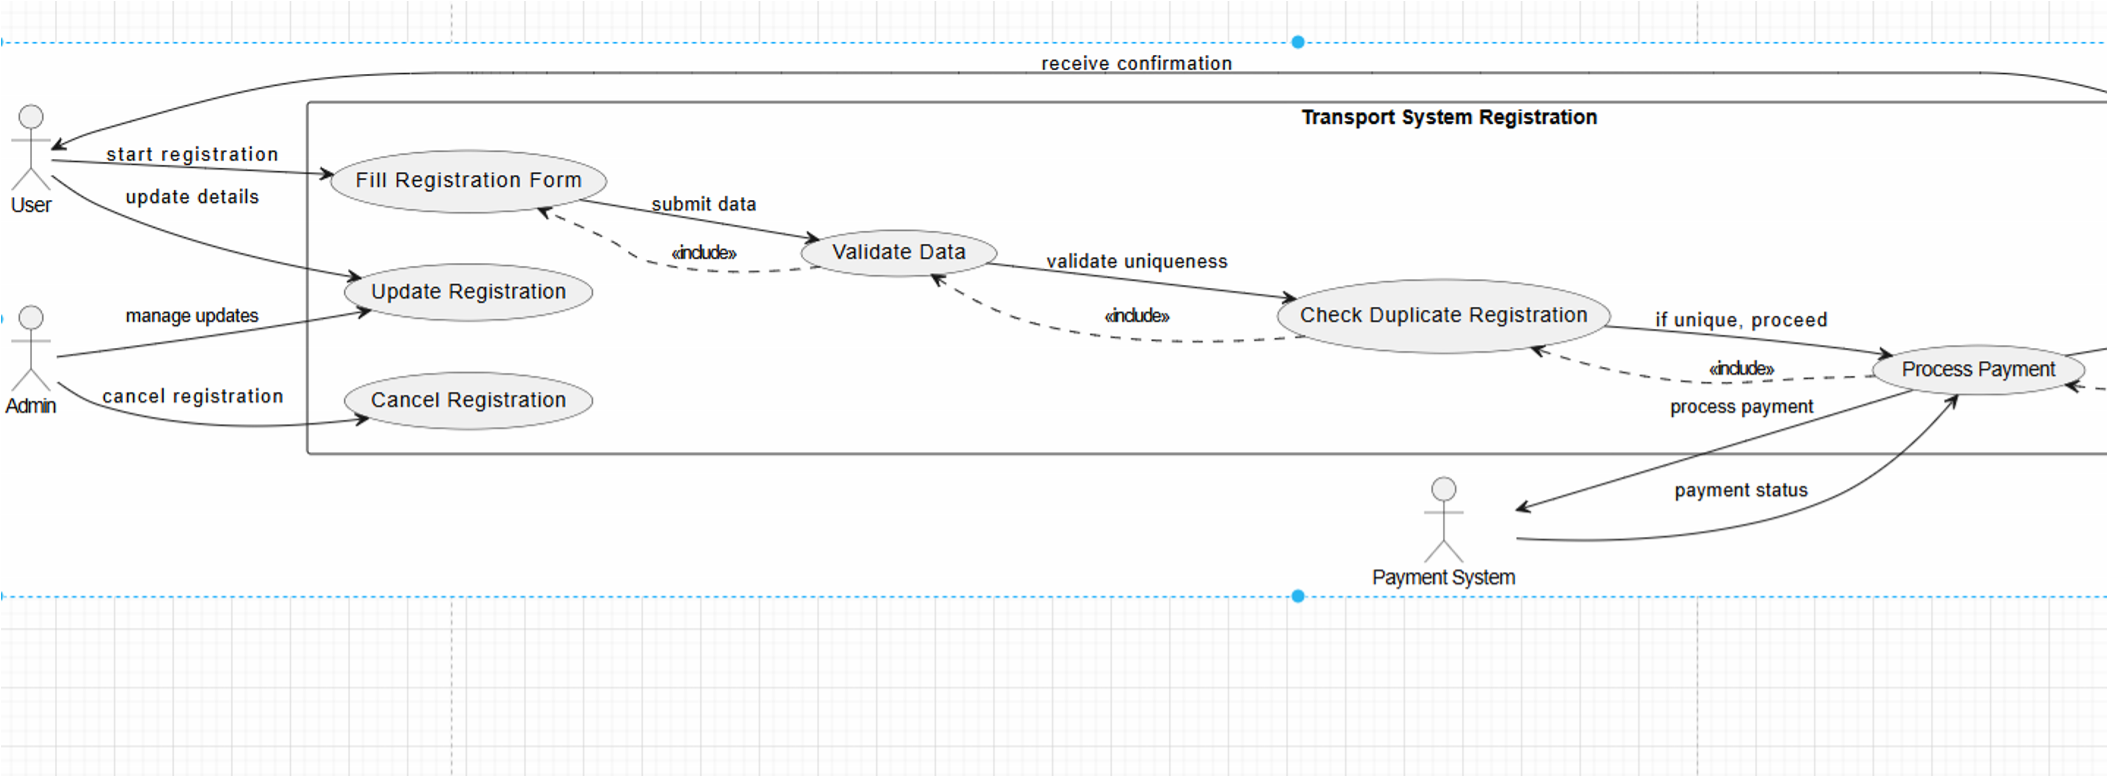 receive confirmation
Transport System Registration
start registration
Fill Registration Form
update details
User
submit data
«include»
Validate Data
validate uniqueness
Update Registration
manage updates
«include»
Check Duplicate Registration
if unique, proceed
«include»
Process Payment
Admin
cancel registration
Cancel Registration
process payment
payment status
Payment System